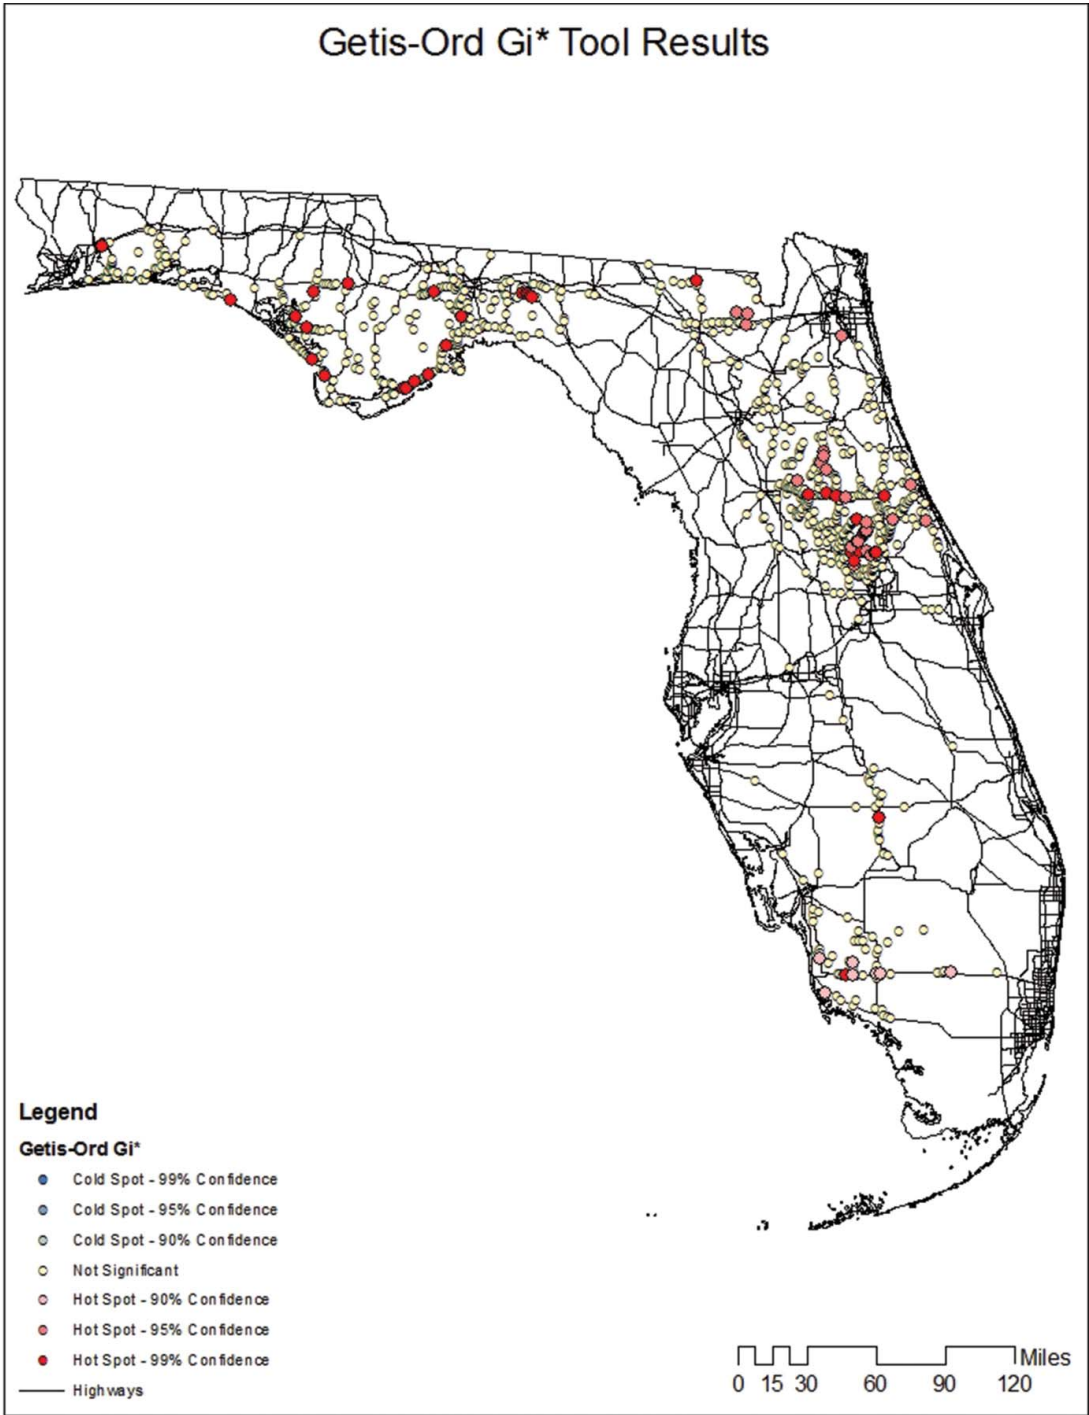 Getis-Ord Gi* Tool Results
Legend
Getis-Ord Gi*
Cold Spot - 99% Confidence
Cold Spot - 95% Confidence
Cold Spot - 90% Confidence
Not Significant
Hot Spot - 90% Confidence
Hot Spot - 95% Confidence
Hot Spot - 99% Confidence
Highways
Miles
0 15 30 60 90 120